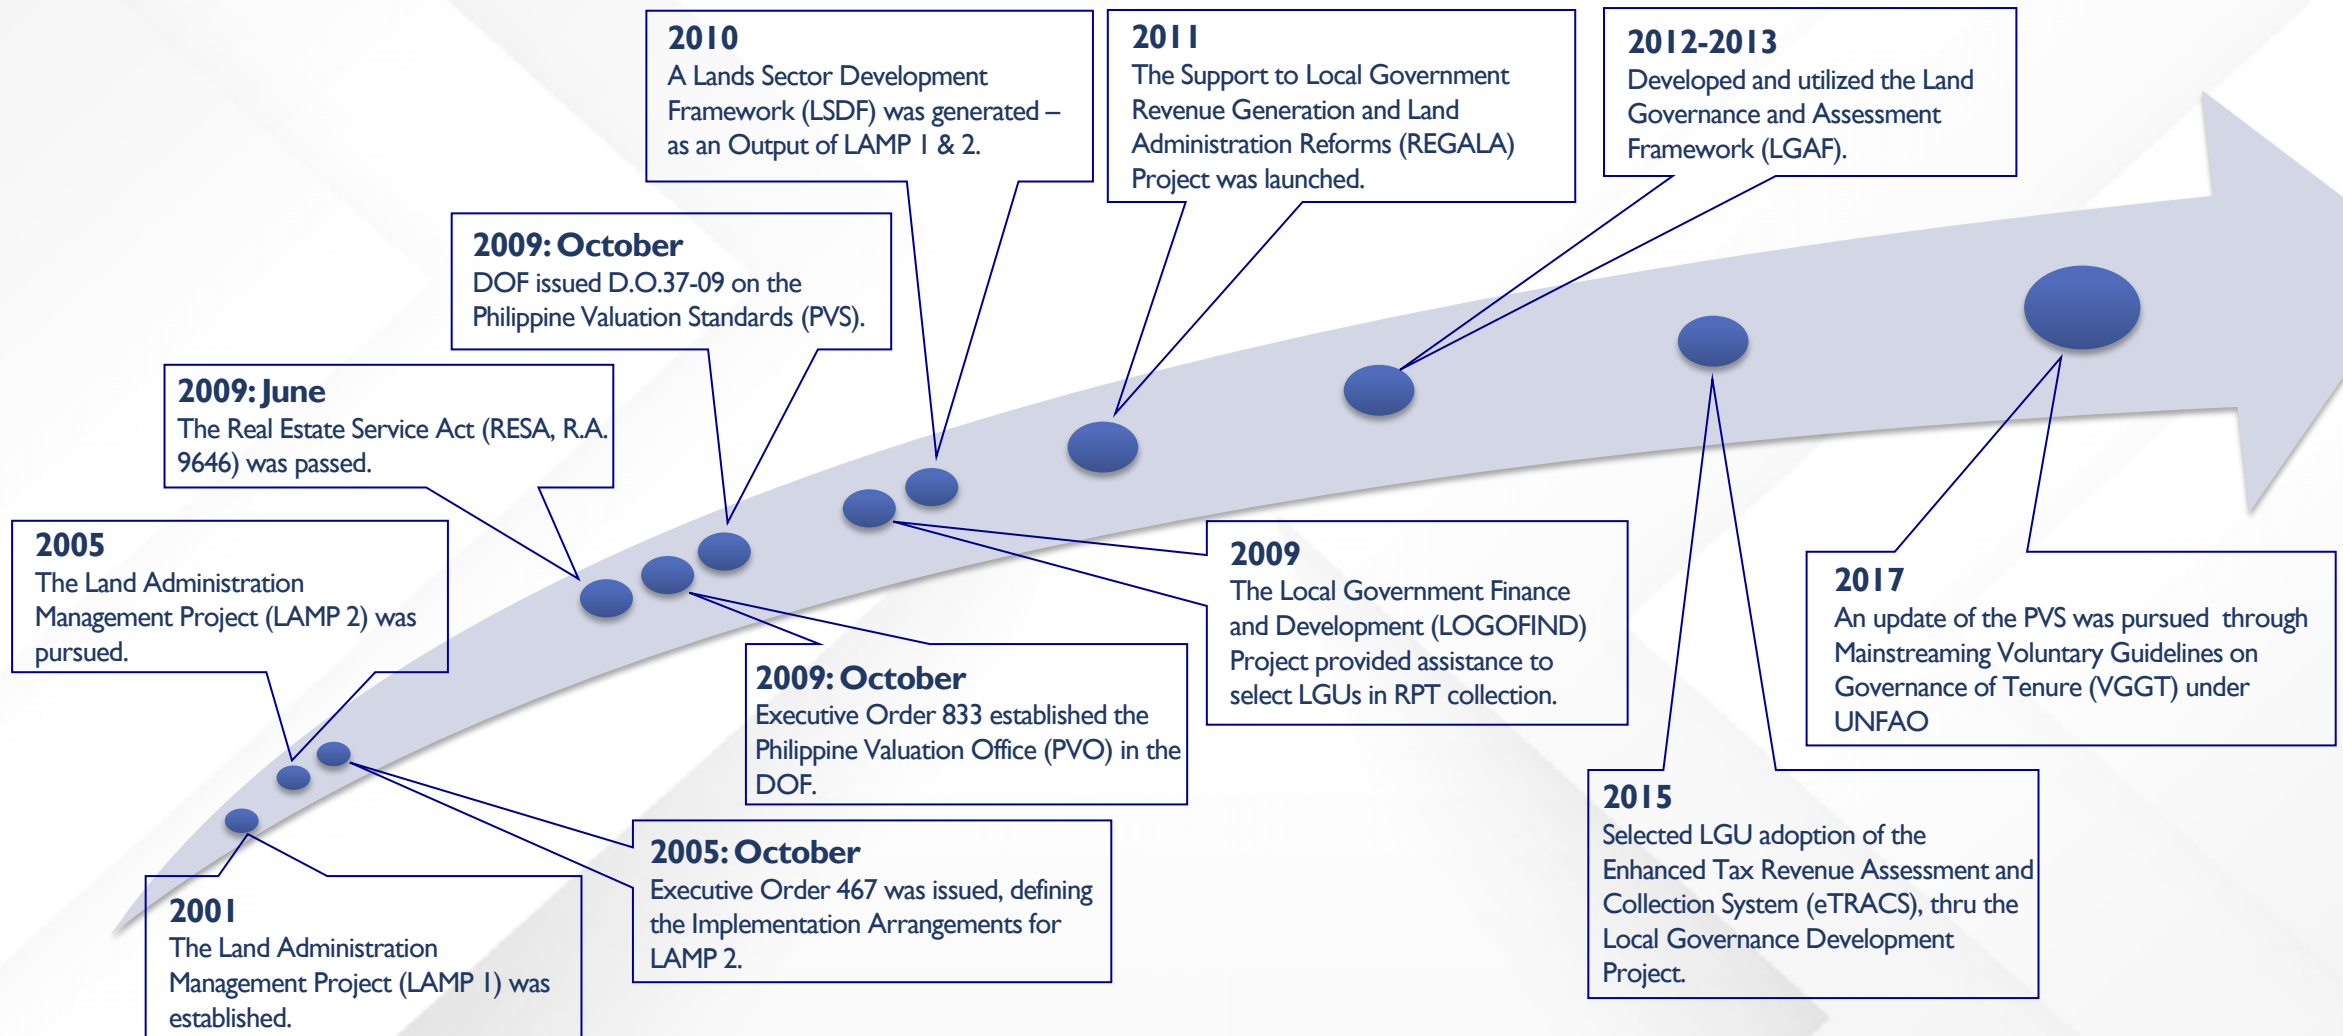 2001
The Land Administration
Management Project (LAMP 1) was
established.
2005
The Land Administration
Management Project (LAMP 2) was
pursued.
2005: October
Executive Order 467 was issued, defining
the Implementation Arrangements for
LAMP 2.
2009: June
The Real Estate Service Act (RESA, R.A.
9646) was passed.
2009: October
Executive Order 833 established the
Philippine Valuation Office (PVO) in the
DOF.
2009: October
DOF issued D.O.37-09 on the
Philippine Valuation Standards (PVS).
2009
The Local Government Finance
and Development (LOGOFIND)
Project provided assistance to
select LGUs in RPT collection.
2010
A Lands Sector Development
Framework (LSDF) was generated –
as an Output of LAMP 1 & 2.
2011
The Support to Local Government
Revenue Generation and Land
Administration Reforms (REGALA)
Project was launched.
2012-2013
Developed and utilized the Land
Governance and Assessment
Framework (LGAF).
2015
Selected LGU adoption of the
Enhanced Tax Revenue Assessment and
Collection System (eTRACS), thru the
Local Governance Development
Project.
2017
An update of the PVS was pursued through
Mainstreaming Voluntary Guidelines on
Governance of Tenure (VGGT) under
UNFAO